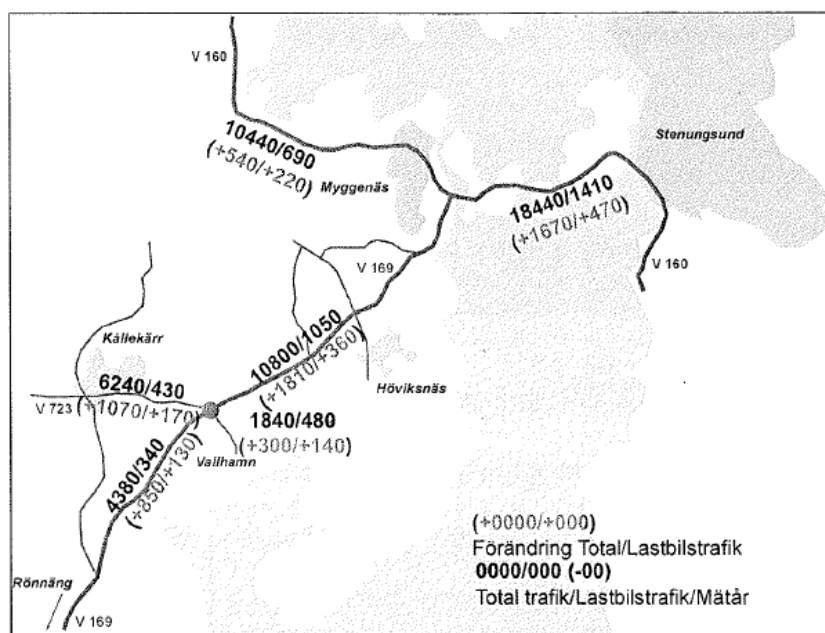 V 160
Stenungsund
10440/690
(+540/+220)
Myggenäs
18440/1410
(+1670/+470)
V 169
V 160
Kållekärr
10800/1050
(+1810/+360)
Höviksnäs
6240/430
V 723 (+1070/+170)
1840/480
(+300/+140)
Vallhamn
4380/340
(+850/+130)
(+0000/+000)
Förändring Total/Lastbilstrafik
0000/000 (-00)
Total trafik/Lastbilstrafik/Mätår
Rönnäng
V 169